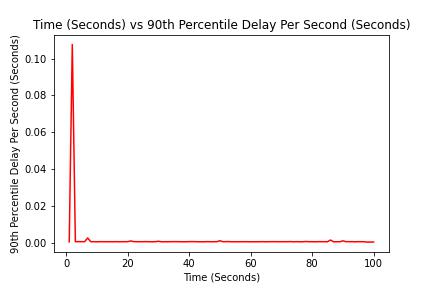 Time (Seconds) vs 90th Percentile Delay Per Second (Seconds)
90th Percentile Delay Per Second (Seconds)
0.10
0.08
0.06
0.04
0.02
0.00
0 20 40 60 80 100
Time (Seconds)